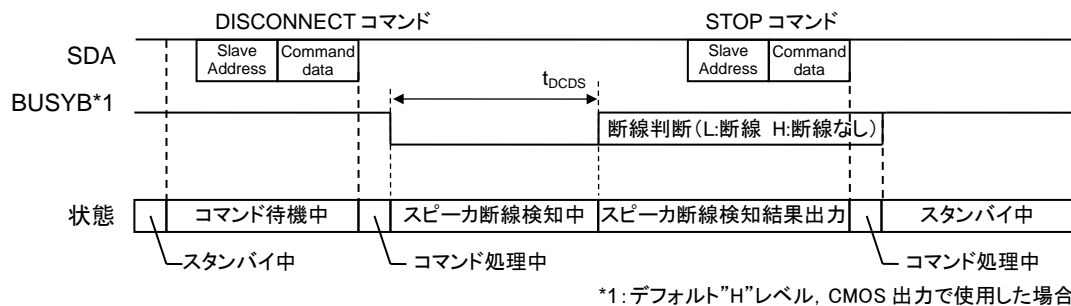 DISCONNECT コマンド STOP コマンド
SDA Slave Address Command data Slave Address Command data
tDCDS
BUSYB*1
断線判断(L:断線 H:断線なし)
状態 コマンド待機中 スピーカ断線検知中 スピーカ断線検知結果出力 スタンバイ中
スタンバイ中 コマンド処理中 コマンド処理中
*1:デフォルト”H”レベル, CMOS 出力で使用した場合